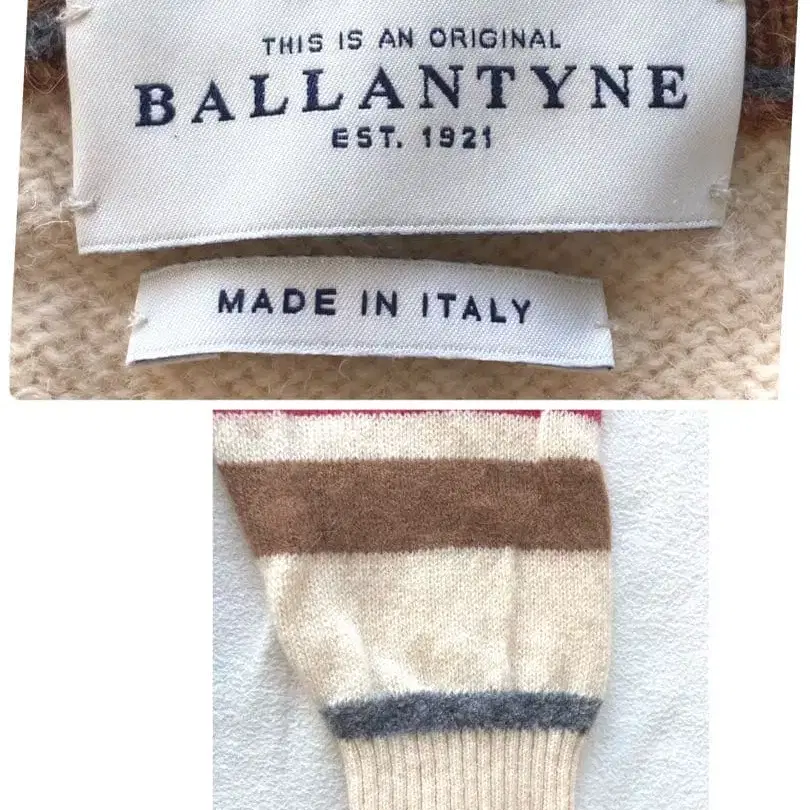 THIS IS AN ORIGINAL
BALLANTYNE
EST. 1921
MADE IN ITALY